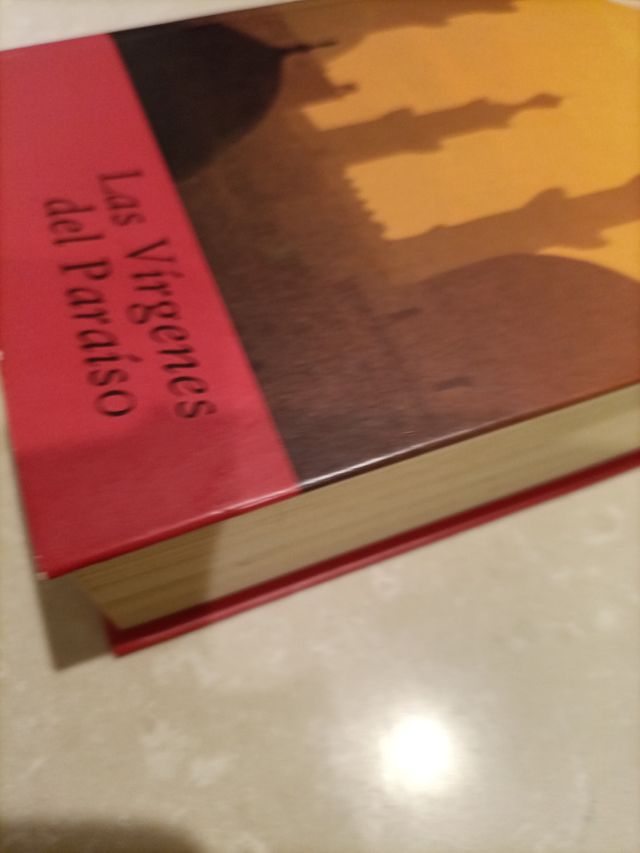 Las Vírgenes
del Paraíso